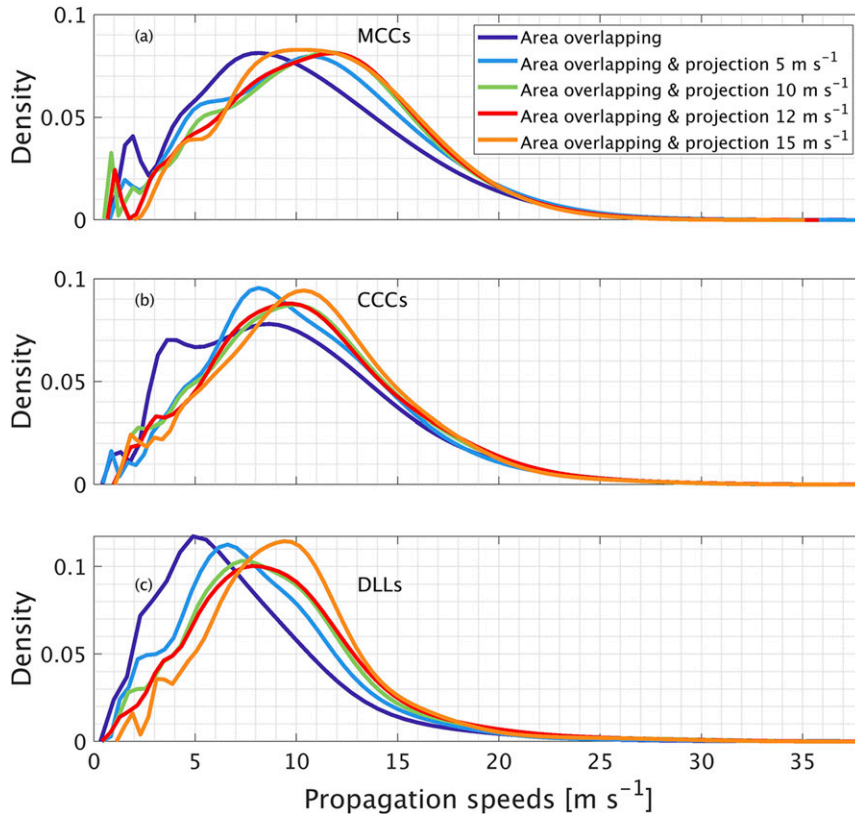 0.1
(a)
MCCs
Area overlapping
Area overlapping & projection 5 m s⁻¹
Area overlapping & projection 10 m s⁻¹
Area overlapping & projection 12 m s⁻¹
Area overlapping & projection 15 m s⁻¹
Density
0.05
0
0.1
(b)
CCCs
Density
0.05
0
0.1
(c)
DLLs
Density
0.05
0
0 5 10 15 20 25 30 35
Propagation speeds [m s⁻¹]